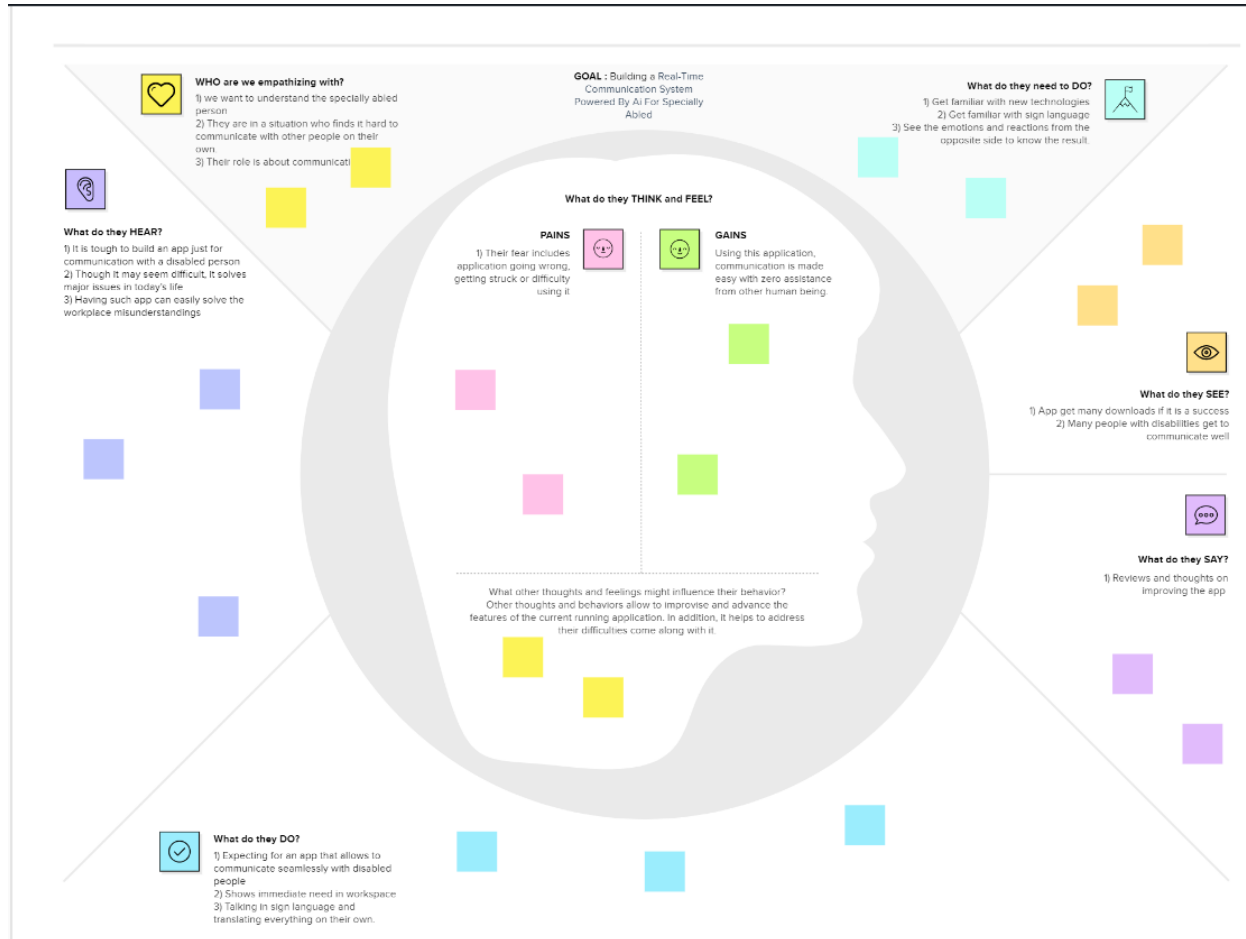 WHO are we empathizing with?
1) we want to understand the specially abled
person
2) They are in a situation who finds it hard to
communicate with other people on their
own.
3) Their role is about communicati
GOAL : Building a Real-Time
Communication System
Powered By Ai For Specially
Abled
What do they need to DO?
1) Get familiar with new technologies
2) Get familiar with sign language
3) See the emotions and reactions from the
opposite side to know the result.
What do they HEAR?
1) It is tough to build an app just for
communication with a disabled person
2) Though it may seem difficult, it solves
major issues in today's life
3) Having such app can easily solve the
workplace misunderstandings
What do they THINK and FEEL?
PAINS
1) Their fear includes
application going wrong,
getting struck or difficulty
using it
GAINS
Using this application,
communication is made
easy with zero assistance
from other human being.
What do they SEE?
1) App get many downloads if it is a success
2) Many people with disabilities get to
communicate well
What do they SAY?
1) Reviews and thoughts on
improving the app
What other thoughts and feelings might influence their behavior?
Other thoughts and behaviors allow to improvise and advance the
features of the current running application. In addition, it helps to address
their difficulties come along with it.
What do they DO?
1) Expecting for an app that allows to
communicate seamlessly with disabled
people
2) Shows immediate need in workspace
3) Talking in sign language and
translating everything on their own.